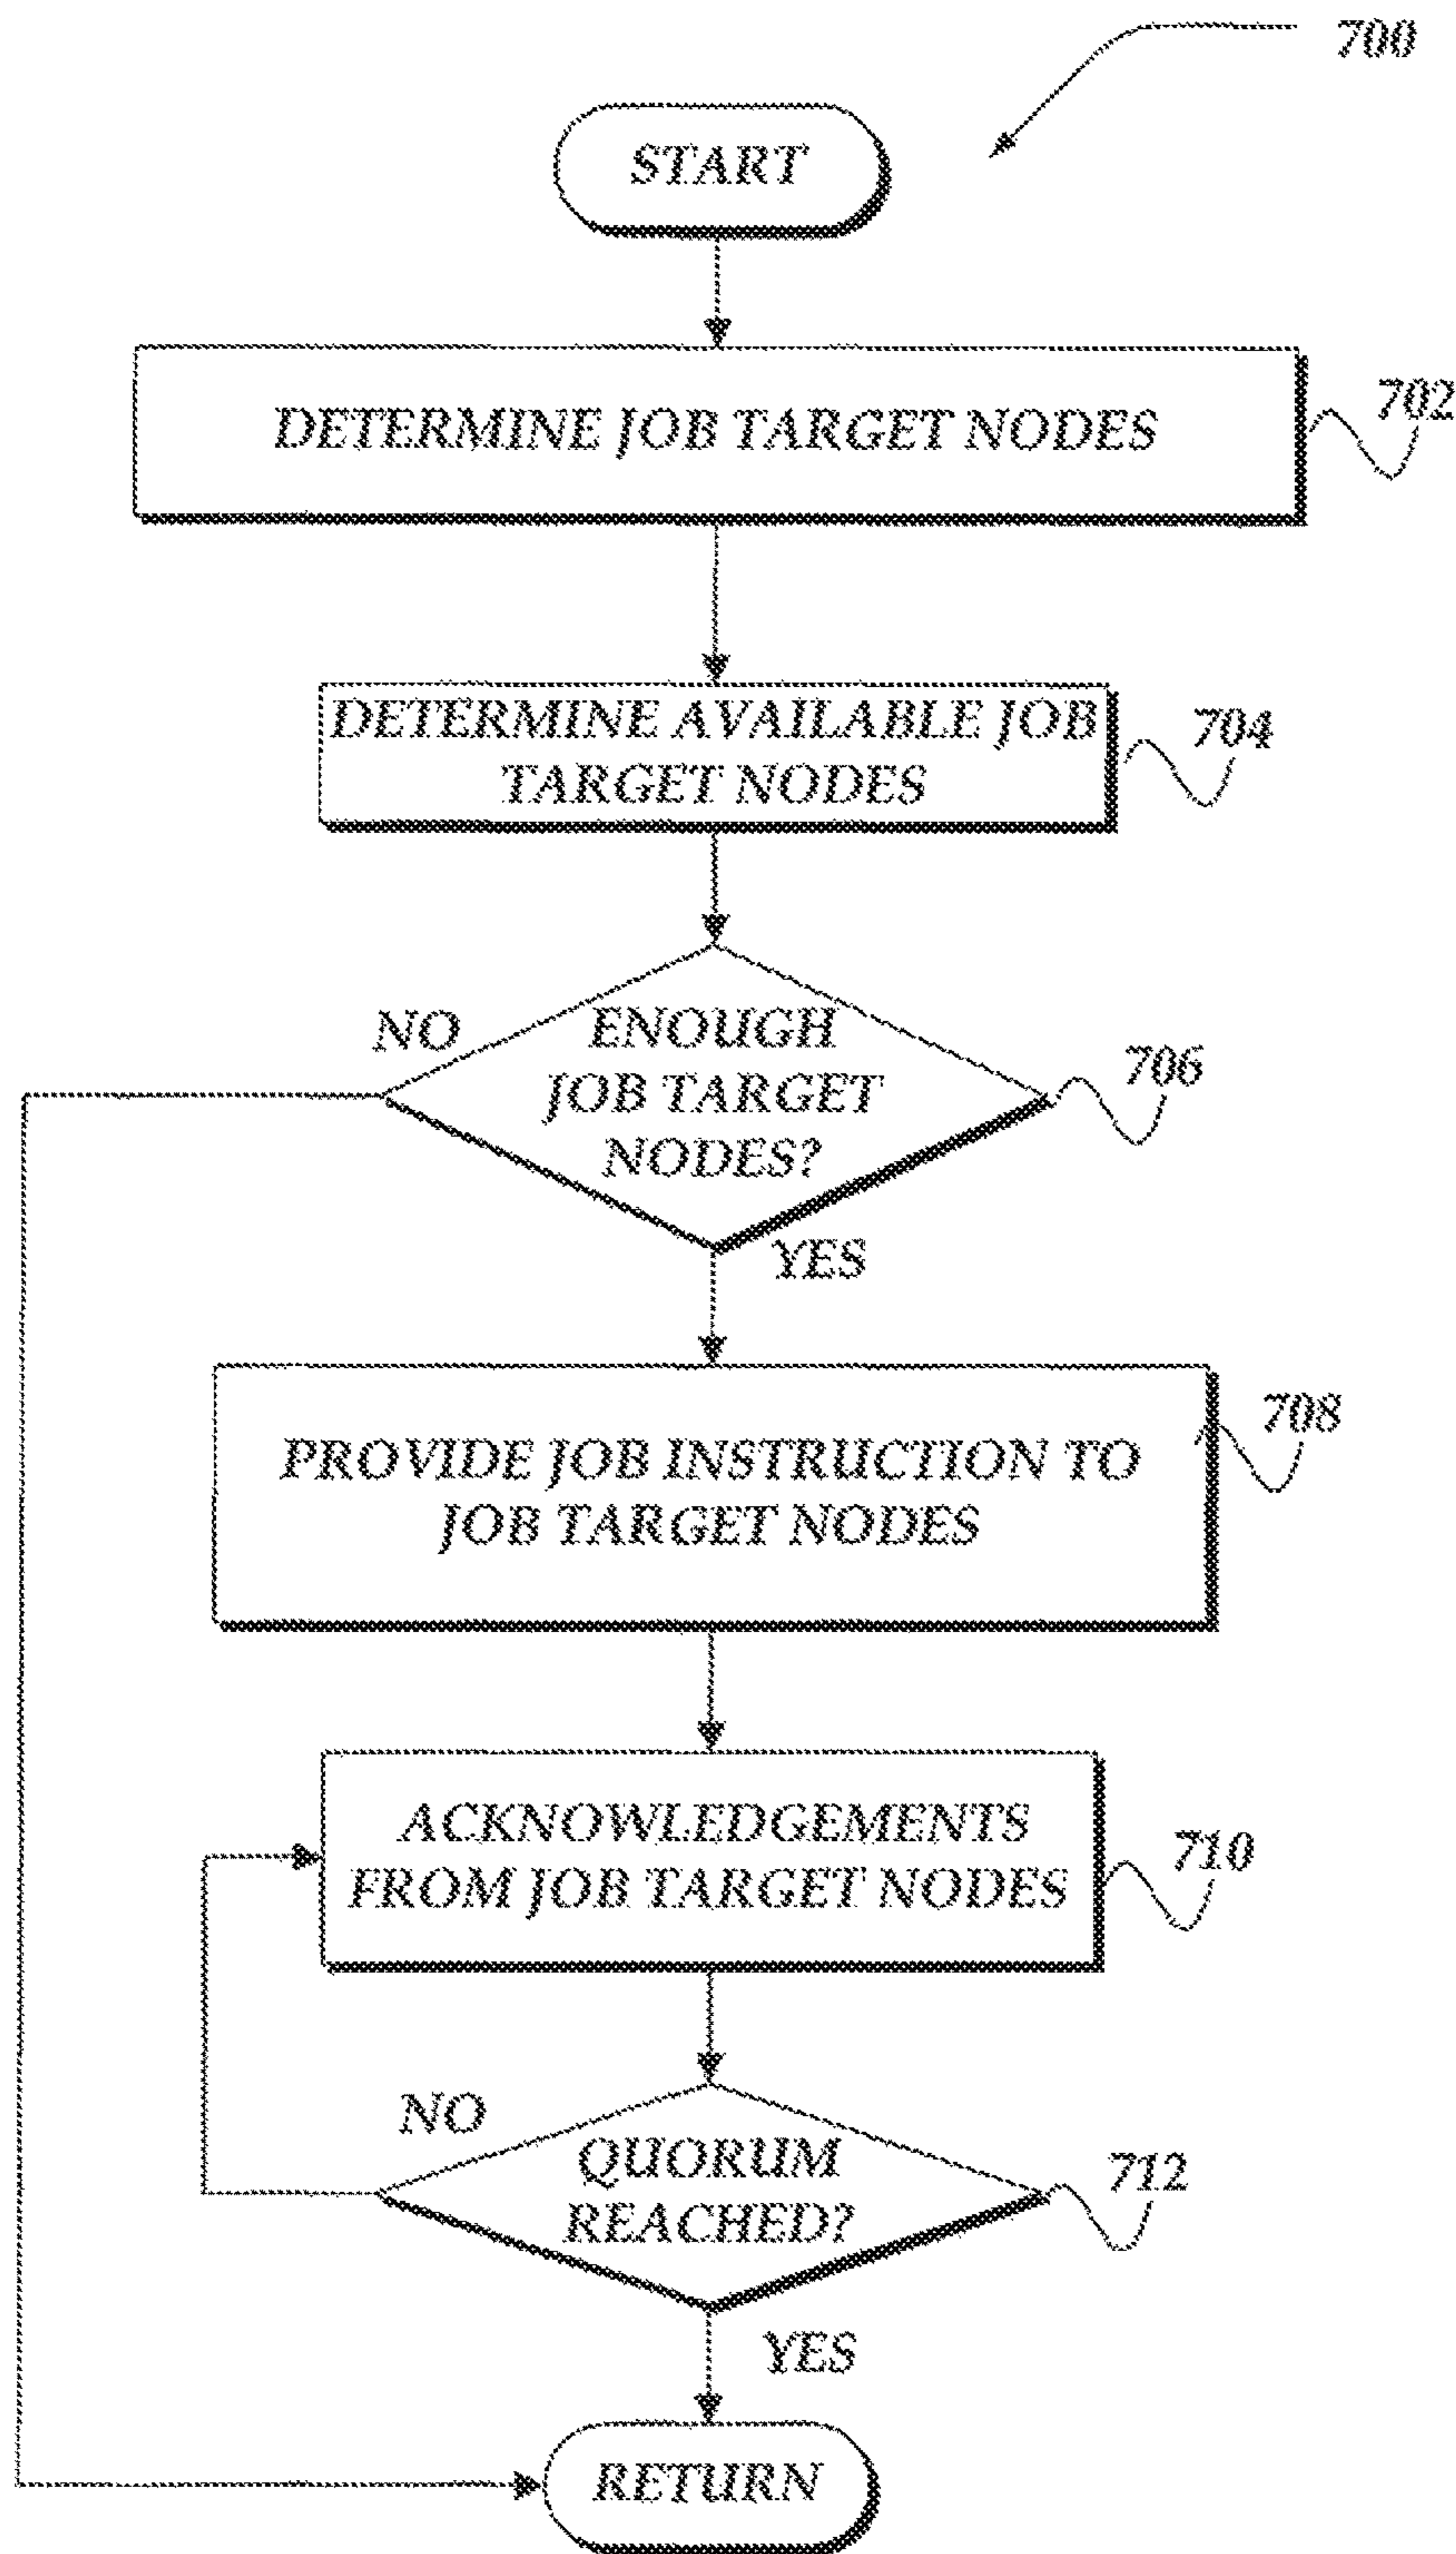 700
START
DETERMINE JOB TARGET NODES
702
DETERMINE AVAILABLE JOB
TARGET NODES
704
NO
ENOUGH
JOB TARGET
NODES?
706
YES
PROVIDE JOB INSTRUCTION TO
JOB TARGET NODES
708
ACKNOWLEDGEMENTS
FROM JOB TARGET NODES
710
NO
QUORUM
REACHED?
712
YES
RETURN